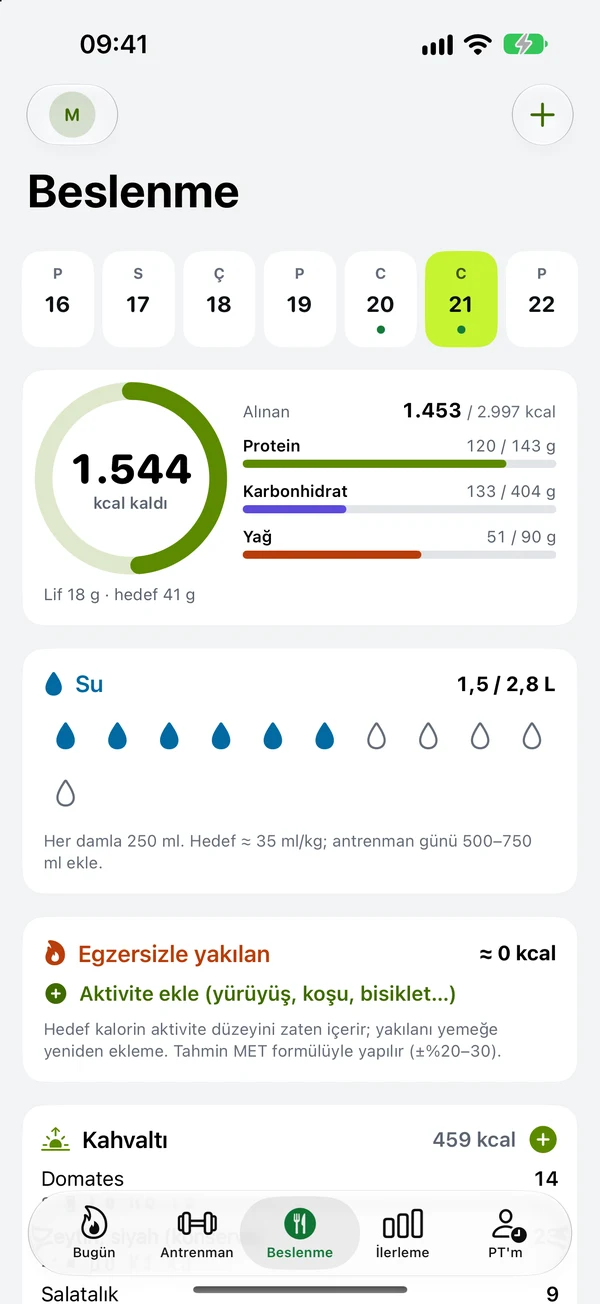 09:41
M
Beslenme
P S Ç P C C P
16 17 18 19 20 21 22
1.544
kcal kaldı
Alınan 1.453 / 2.997 kcal
Protein 120 / 143 g
Karbonhidrat 133 / 404 g
Yağ 51 / 90 g
Lif 18 g · hedef 41 g
Su 1,5 / 2,8 L
Her damla 250 ml. Hedef ≈ 35 ml/kg; antrenman günü 500–750
ml ekle.
Egzersizle yakılan ≈ 0 kcal
Aktivite ekle (yürüyüş, koşu, bisiklet...)
Hedef kalorin aktivite düzeyini zaten içerir; yakılanı yemeğe
yeniden ekleme. Tahmin MET formülüyle yapılır (±%20–30).
Kahvaltı 459 kcal
Domates 14
siyah
Bugün Antrenman Beslenme İlerleme PT'm
Salatalık 9